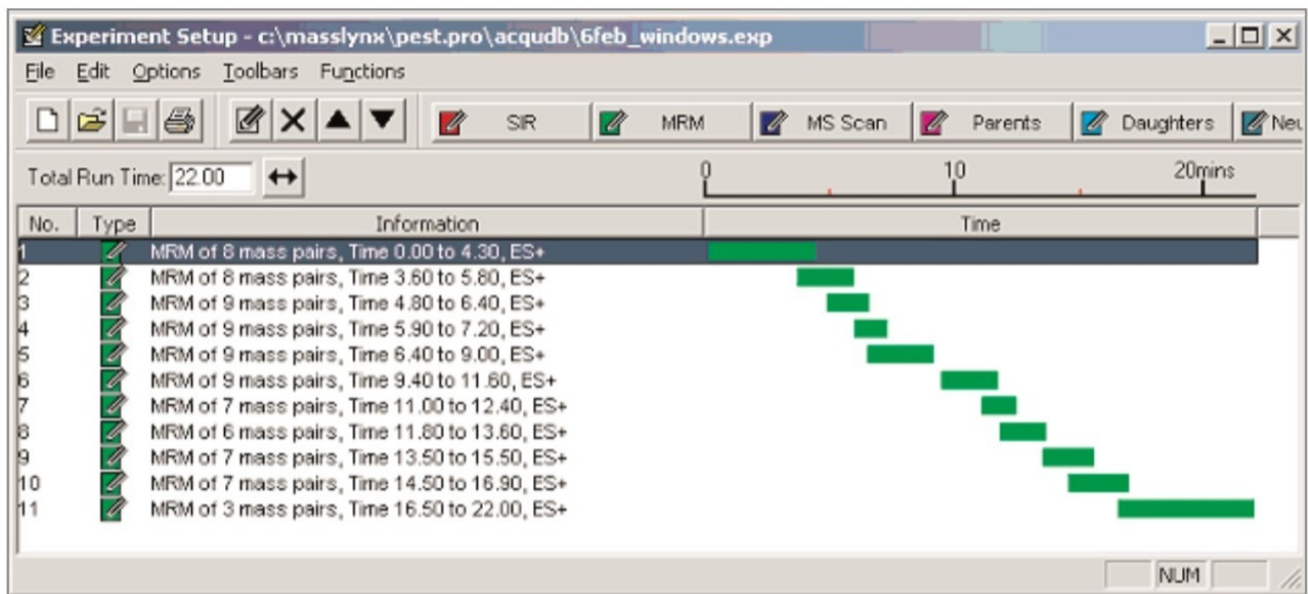 Experiment Setup - c:\masslynx\pest.pro\acqudb\6feb_windows.exp
File Edit Options Toolbars Functions
SIR MRM MS Scan Parents Daughters Neu
Total Run Time: 22.00 0 10 20mins
No. Type Information Time
1 MRM of 8 mass pairs, Time 0.00 to 4.30, ES+
2 MRM of 8 mass pairs, Time 3.60 to 5.80, ES+
3 MRM of 9 mass pairs, Time 4.80 to 6.40, ES+
4 MRM of 9 mass pairs, Time 5.90 to 7.20, ES+
5 MRM of 9 mass pairs, Time 6.40 to 9.00, ES+
6 MRM of 9 mass pairs, Time 9.40 to 11.60, ES+
7 MRM of 7 mass pairs, Time 11.00 to 12.40, ES+
8 MRM of 6 mass pairs, Time 11.80 to 13.60, ES+
9 MRM of 7 mass pairs, Time 13.50 to 15.50, ES+
10 MRM of 7 mass pairs, Time 14.50 to 16.90, ES+
11 MRM of 3 mass pairs, Time 16.50 to 22.00, ES+
NUM